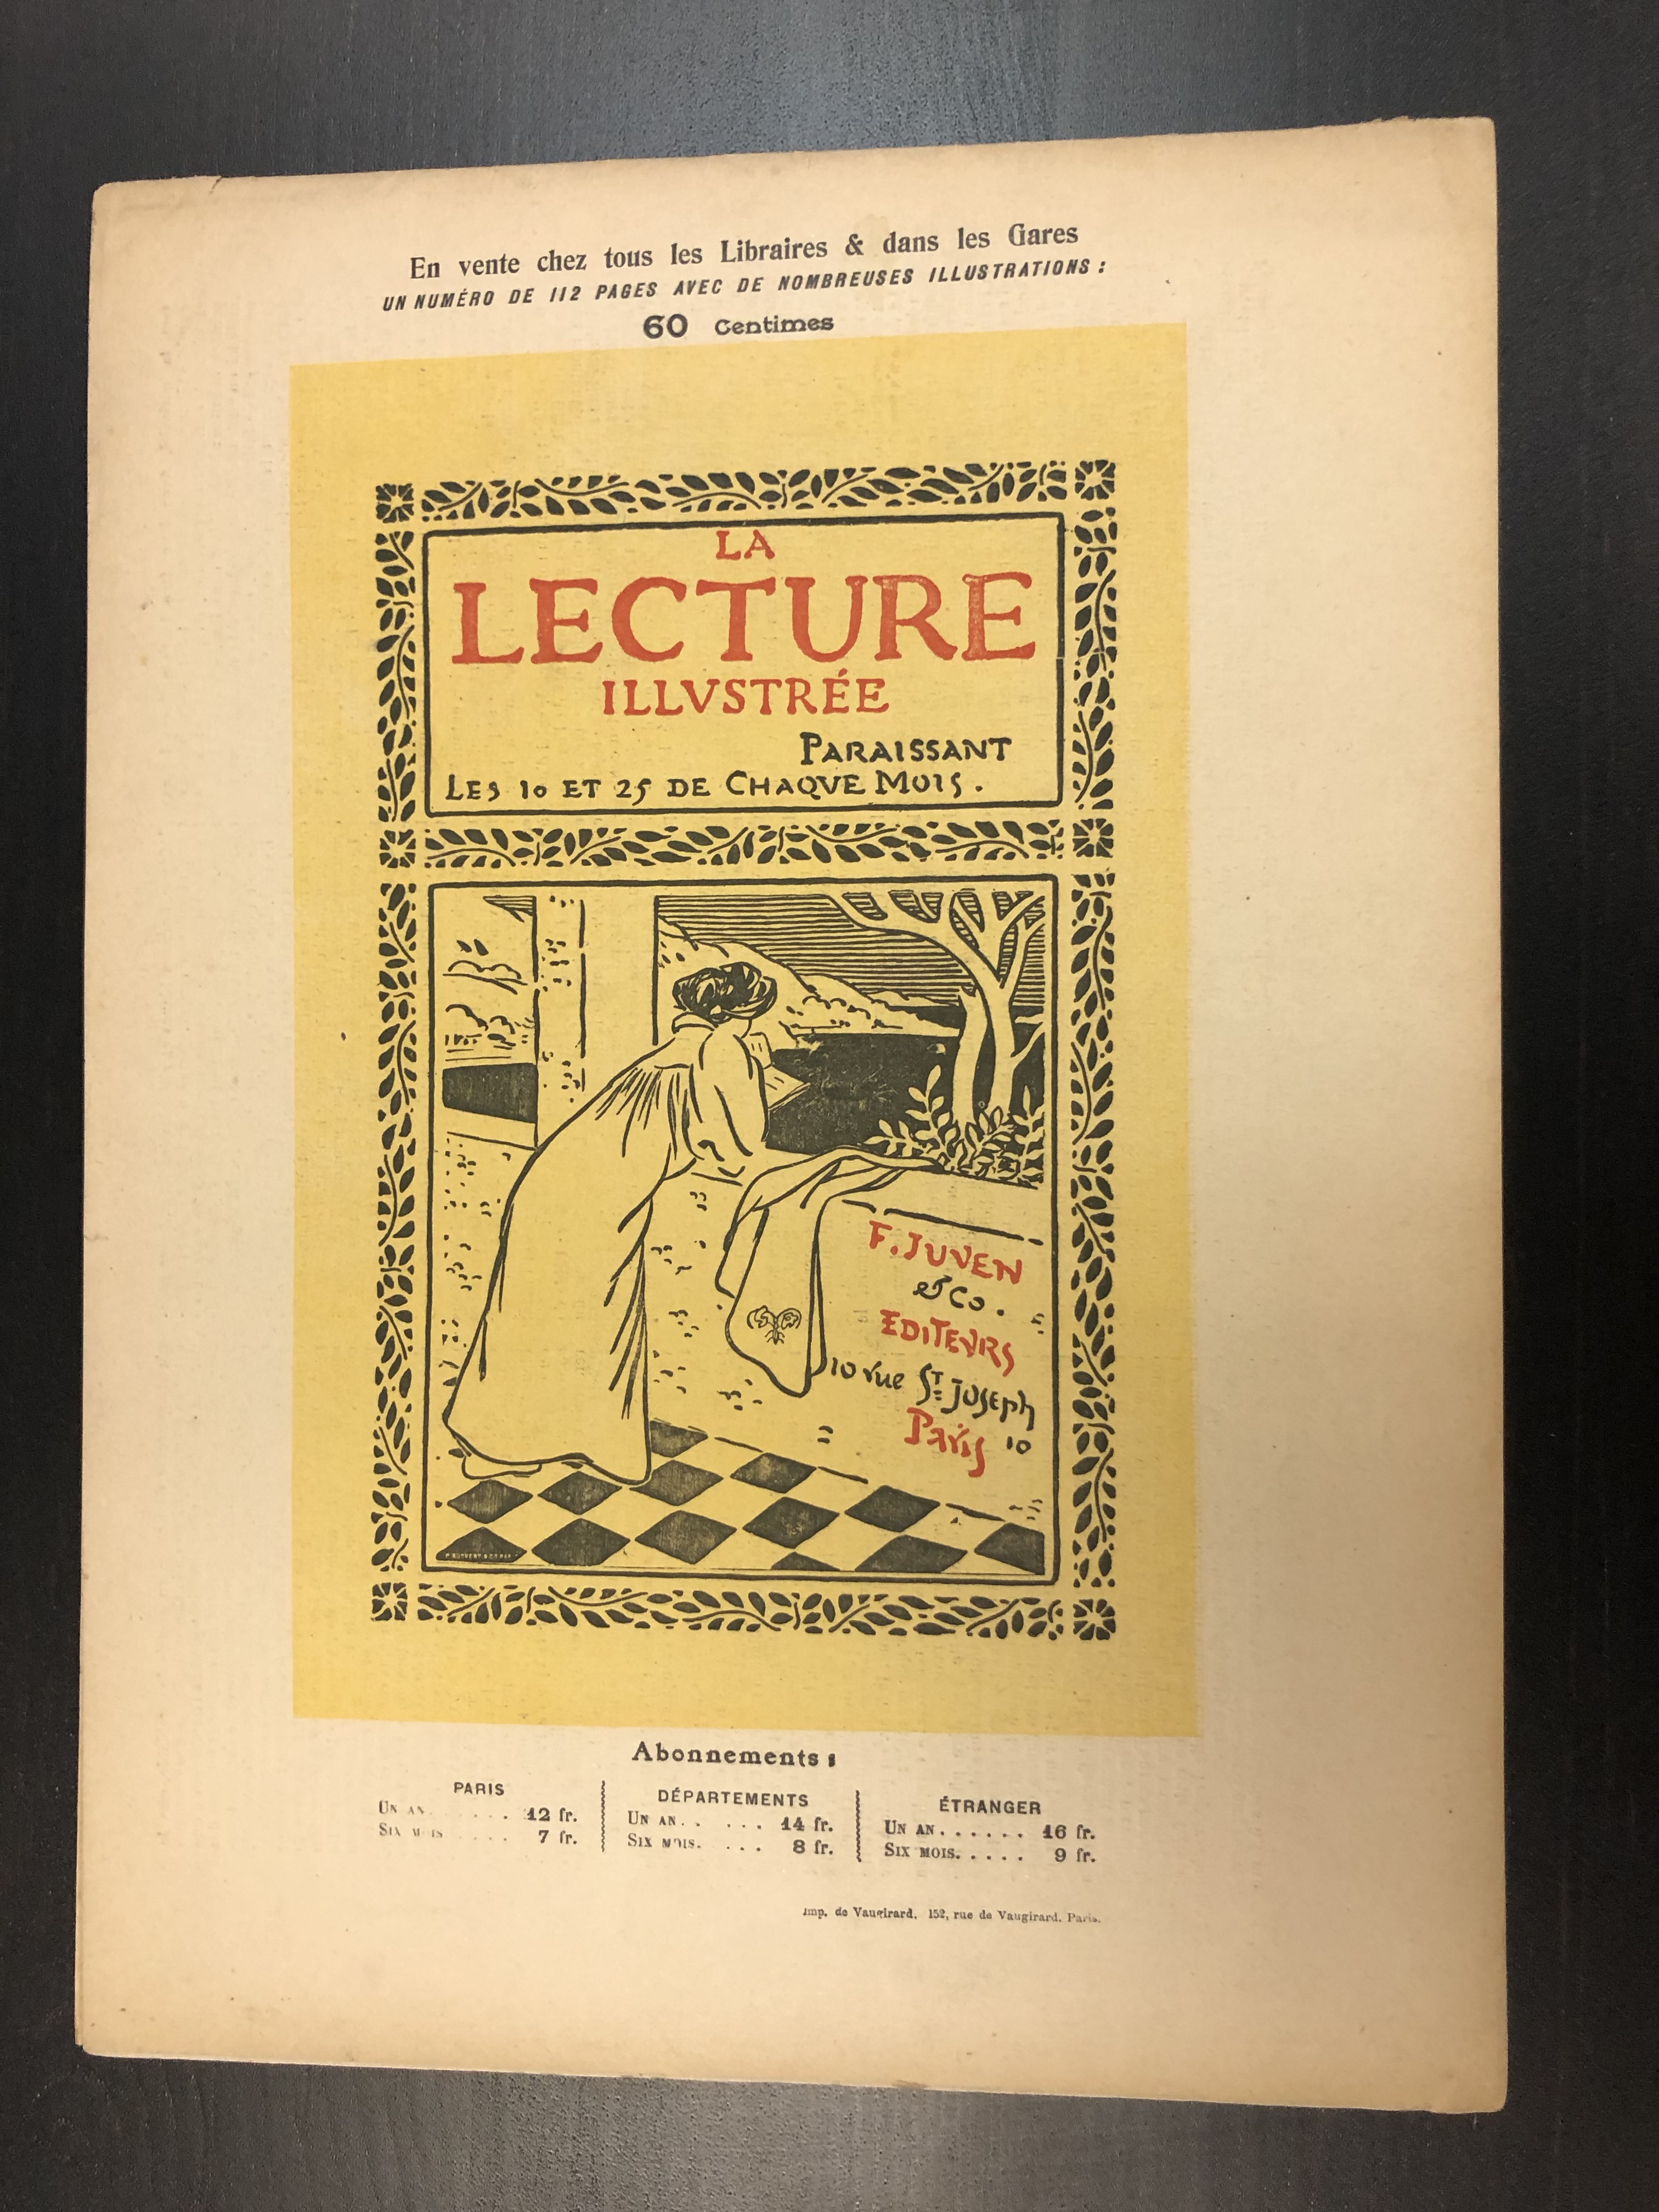 En vente chez tous les Libraires & dans les Gares
UN NUMÉRO DE 112 PAGES AVEC DE NOMBREUSES ILLUSTRATIONS :
60 Centimes
LA
LECTURE
ILLVSTRÉE
PARAISSANT
LES 10 ET 25 DE CHAQVE MOIS.
F. JUVEN
& Co.
EDITEVRS
10 rue ST JOSEPH 10
PARIS
Abonnements :
PARIS
UN AN . . . . . 12 fr.
SIX MOIS . . . . 7 fr.
DÉPARTEMENTS
UN AN. . . . . 14 fr.
SIX MOIS. . . . 8 fr.
ÉTRANGER
UN AN. . . . . . 16 fr.
SIX MOIS. . . . . 9 fr.
Imp. de Vaugirard, 152, rue de Vaugirard. Paris.